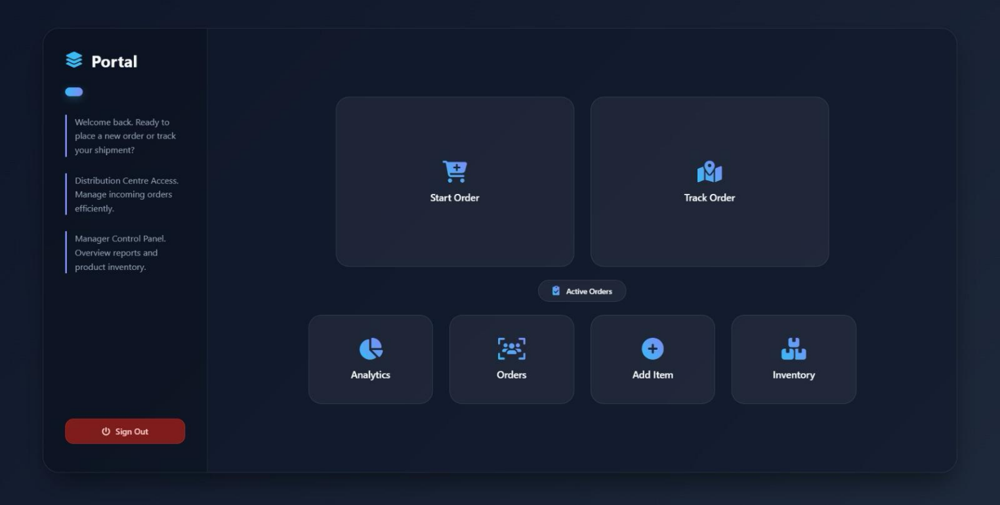 Portal
Welcome back. Ready to
place a new order or track
your shipment?
Distribution Centre Access.
Manage incoming orders
efficiently.
Manager Control Panel.
Overview reports and
product inventory.
Sign Out
Start Order
Track Order
Active Orders
Analytics
Orders
Add Item
Inventory